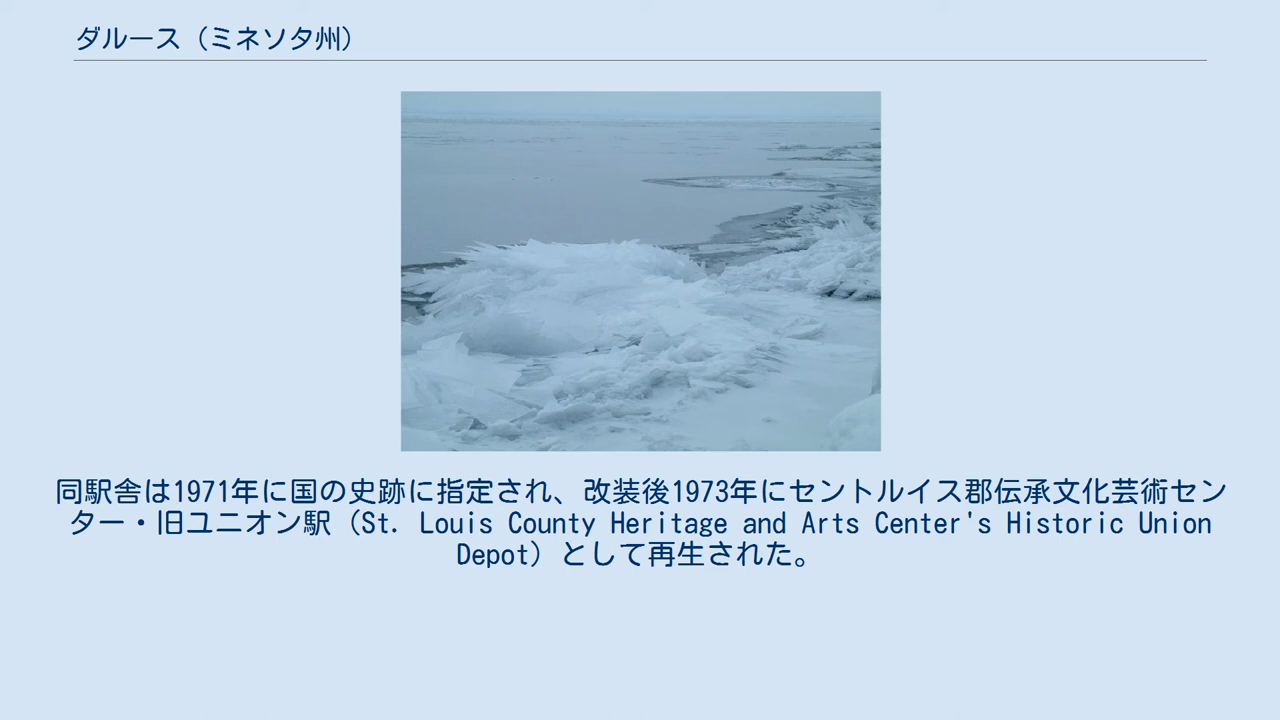 ダルース（ミネソタ州）
同駅舎は1971年に国の史跡に指定され、改装後1973年にセントルイス郡伝承文化芸術セン
ター・旧ユニオン駅（St. Louis County Heritage and Arts Center's Historic Union
Depot）として再生された。